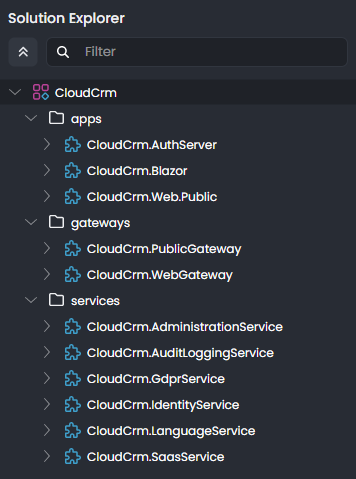 Solution Explorer
Filter
CloudCrm
apps
CloudCrm.AuthServer
CloudCrm.Blazor
CloudCrm.Web.Public
gateways
CloudCrm.PublicGateway
CloudCrm.WebGateway
services
CloudCrm.AdministrationService
CloudCrm.AuditLoggingService
CloudCrm.GdprService
CloudCrm.IdentityService
CloudCrm.LanguageService
CloudCrm.SaasService